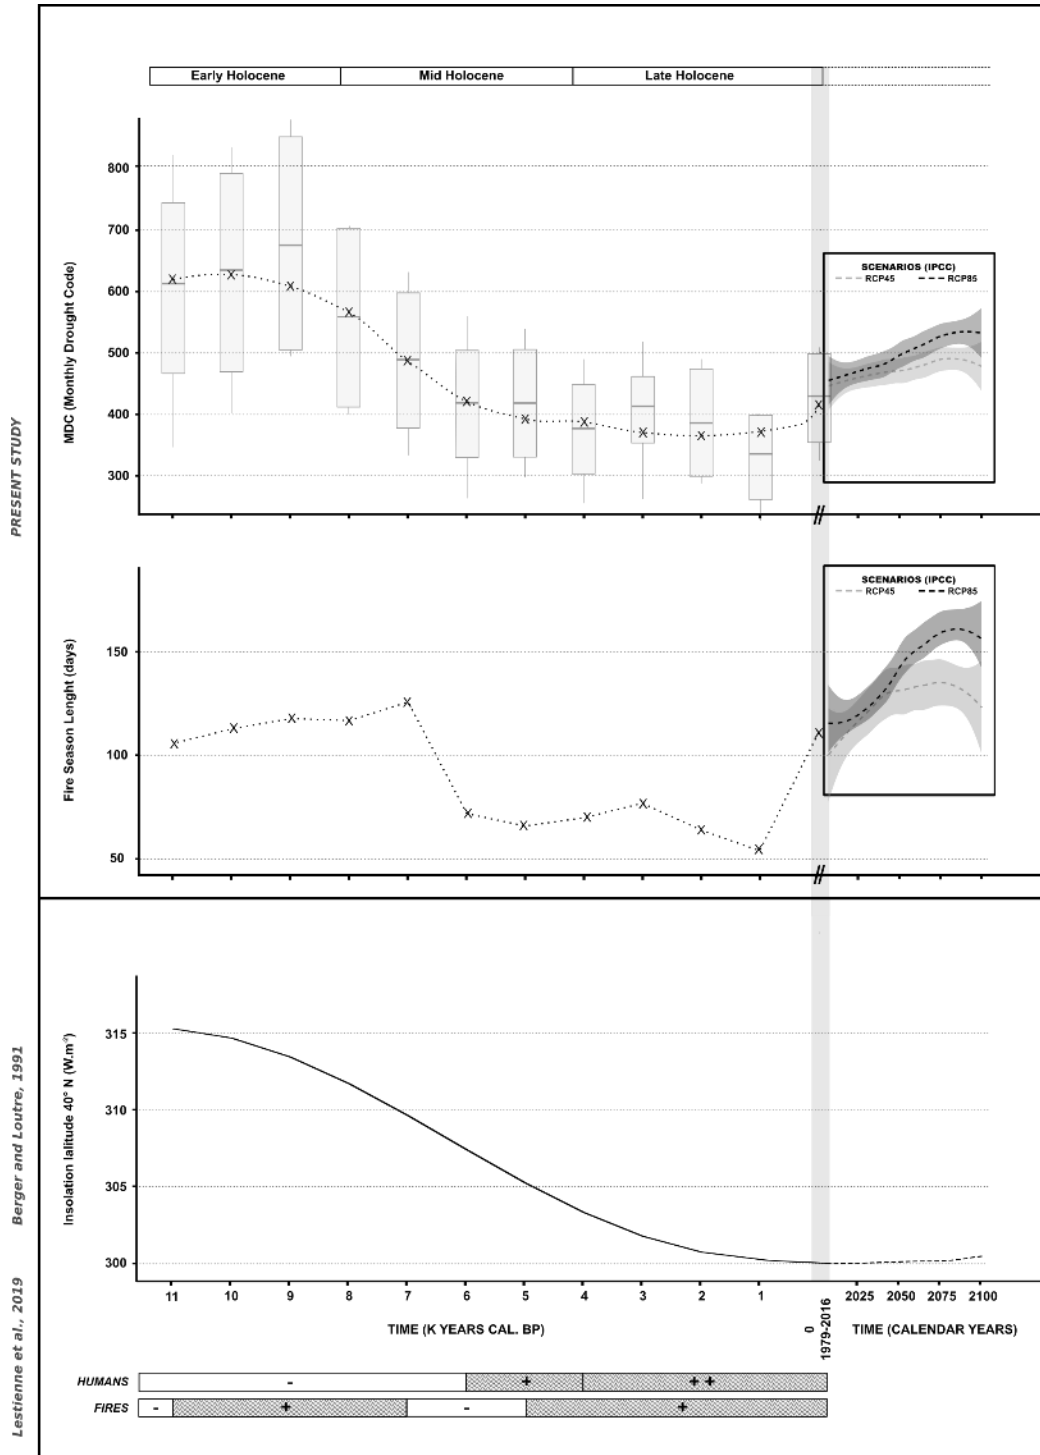 Early Holocene Mid Holocene Late Holocene
PRESENT STUDY
MDC (Monthly Drought Code)
800
700
600
500
400
300
SCENARIOS (IPCC)
RCP45 RCP85
//
Fire Season Lenght (days)
150
100
50
SCENARIOS (IPCC)
RCP45 RCP85
//
Berger and Loutre, 1991
Insolation lalitude 40° N (W.m-²)
315
310
305
300
11 10 9 8 7 6 5 4 3 2 1 0 1979-2016 2025 2050 2075 2100
TIME (K YEARS CAL. BP) TIME (CALENDAR YEARS)
Lestienne et al., 2019
HUMANS - + ++
FIRES - + - +